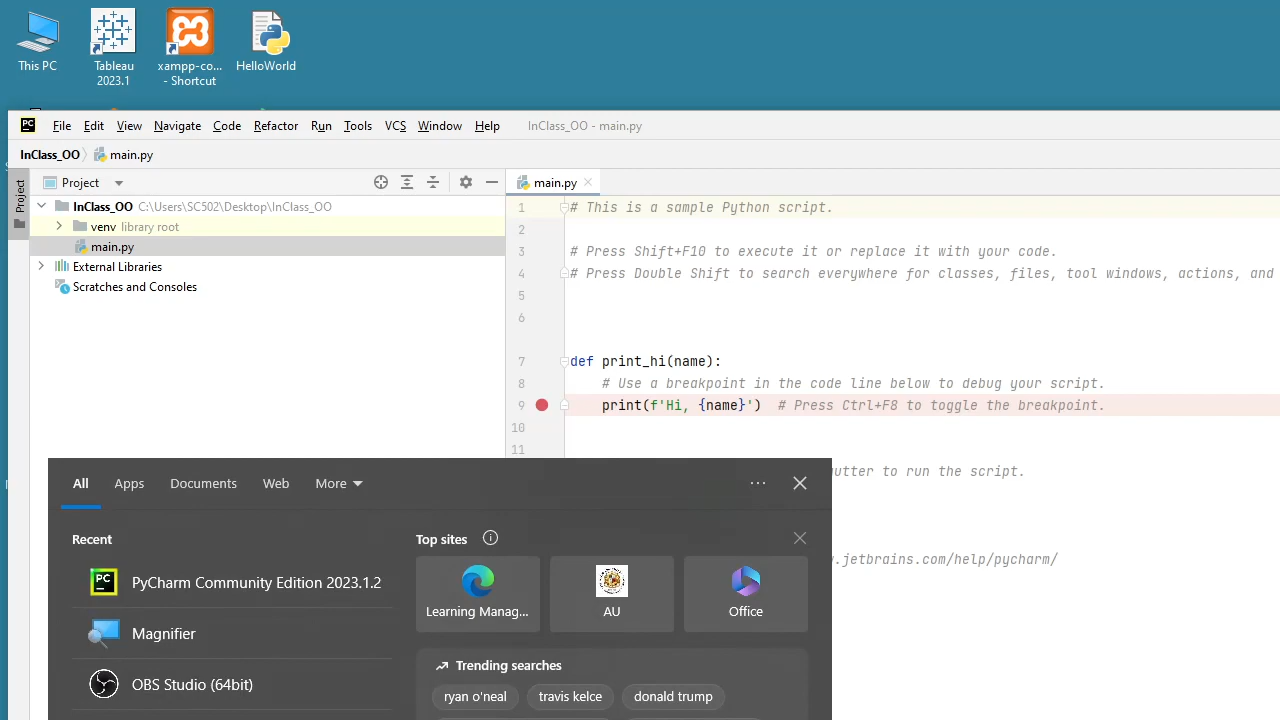 This PC
Tableau
2023.1
xampp-co...
- Shortcut
HelloWorld
PC
File Edit View Navigate Code Refactor Run Tools VCS Window Help InClass_OO - main.py
InClass_OO main.py
Project
Project
main.py
InClass_OO C:\Users\SC502\Desktop\InClass_OO
venv library root
main.py
External Libraries
Scratches and Consoles
1 # This is a sample Python script.
2
3 # Press Shift+F10 to execute it or replace it with your code.
4 # Press Double Shift to search everywhere for classes, files, tool windows, actions, and
5
6
7 def print_hi(name):
8 # Use a breakpoint in the code line below to debug your script.
9 print(f'Hi, {name}') # Press Ctrl+F8 to toggle the breakpoint.
10
11
utter to run the script.
.jetbrains.com/help/pycharm/
All Apps Documents Web More
Recent
PC
PyCharm Community Edition 2023.1.2
Magnifier
OBS Studio (64bit)
Top sites
Learning Manag...
AU
Office
Trending searches
ryan o'neal travis kelce donald trump